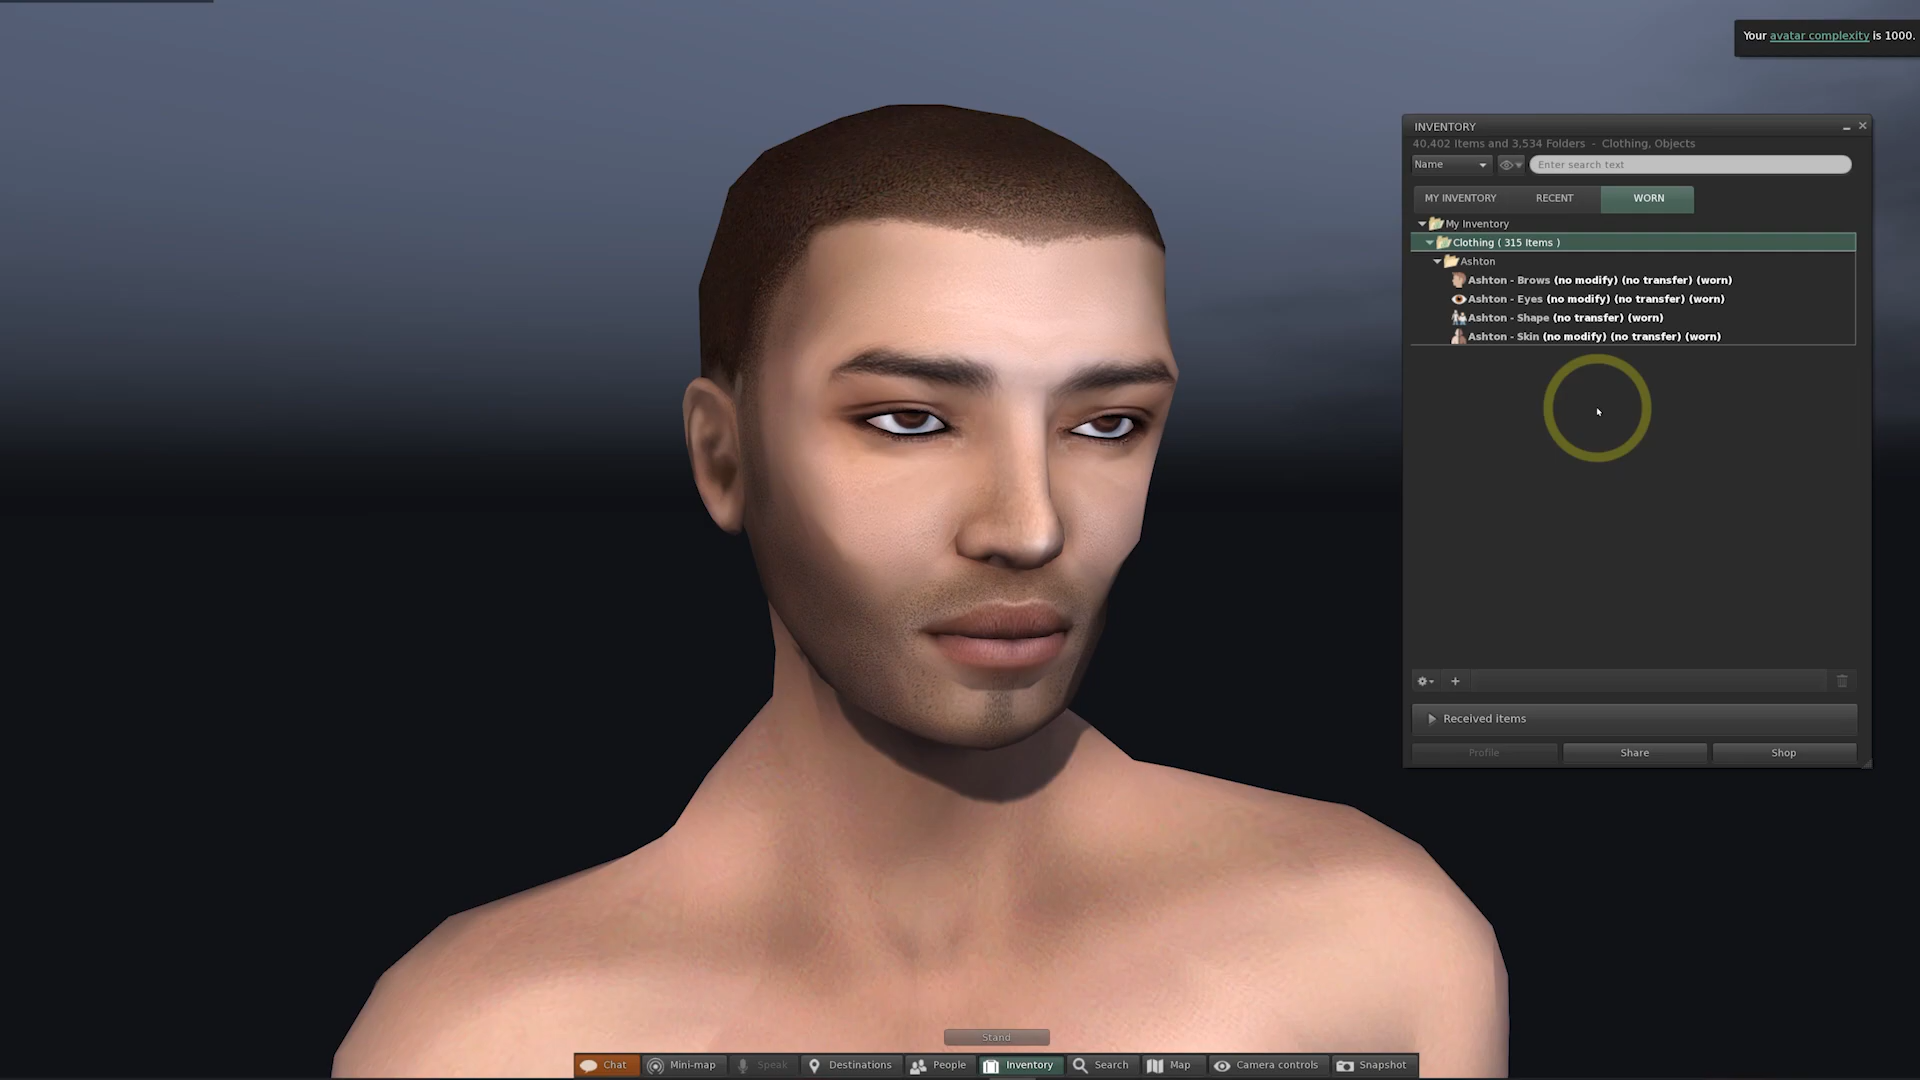 Your avatar complexity is 1000.
INVENTORY
40,402 Items and 3,534 Folders - Clothing, Objects
Name
Enter search text
MY INVENTORY
RECENT
WORN
My Inventory
Clothing ( 315 Items )
Ashton
Ashton - Brows (no modify) (no transfer) (worn)
Ashton - Eyes (no modify) (no transfer) (worn)
Ashton - Shape (no transfer) (worn)
Ashton - Skin (no modify) (no transfer) (worn)
Received items
Profile
Share
Shop
Stand
Chat
Mini-map
Speak
Destinations
People
Inventory
Search
Map
Camera controls
Snapshot